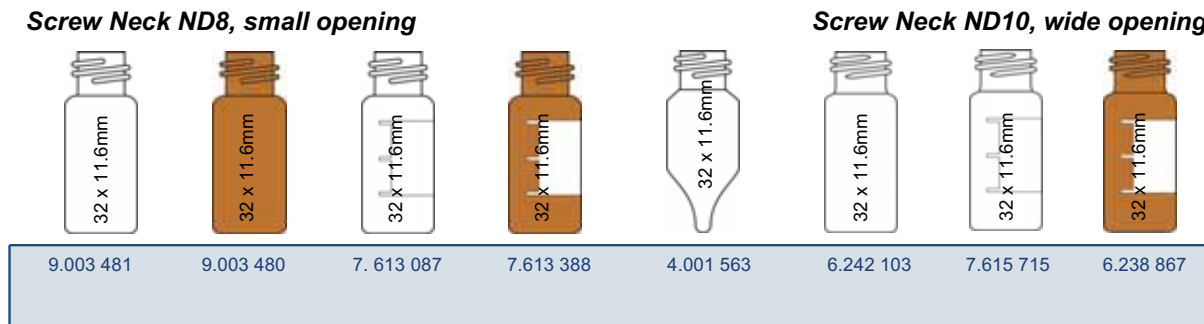 Screw Neck ND8, small opening
Screw Neck ND10, wide opening
32 x 11.6mm
32 x 11.6mm
32 x 11.6mm
32 x 11.6mm
32 x 11.6mm
32 x 11.6mm
32 x 11.6mm
32 x 11.6mm
9.003 481
9.003 480
7. 613 087
7.613 388
4.001 563
6.242 103
7.615 715
6.238 867